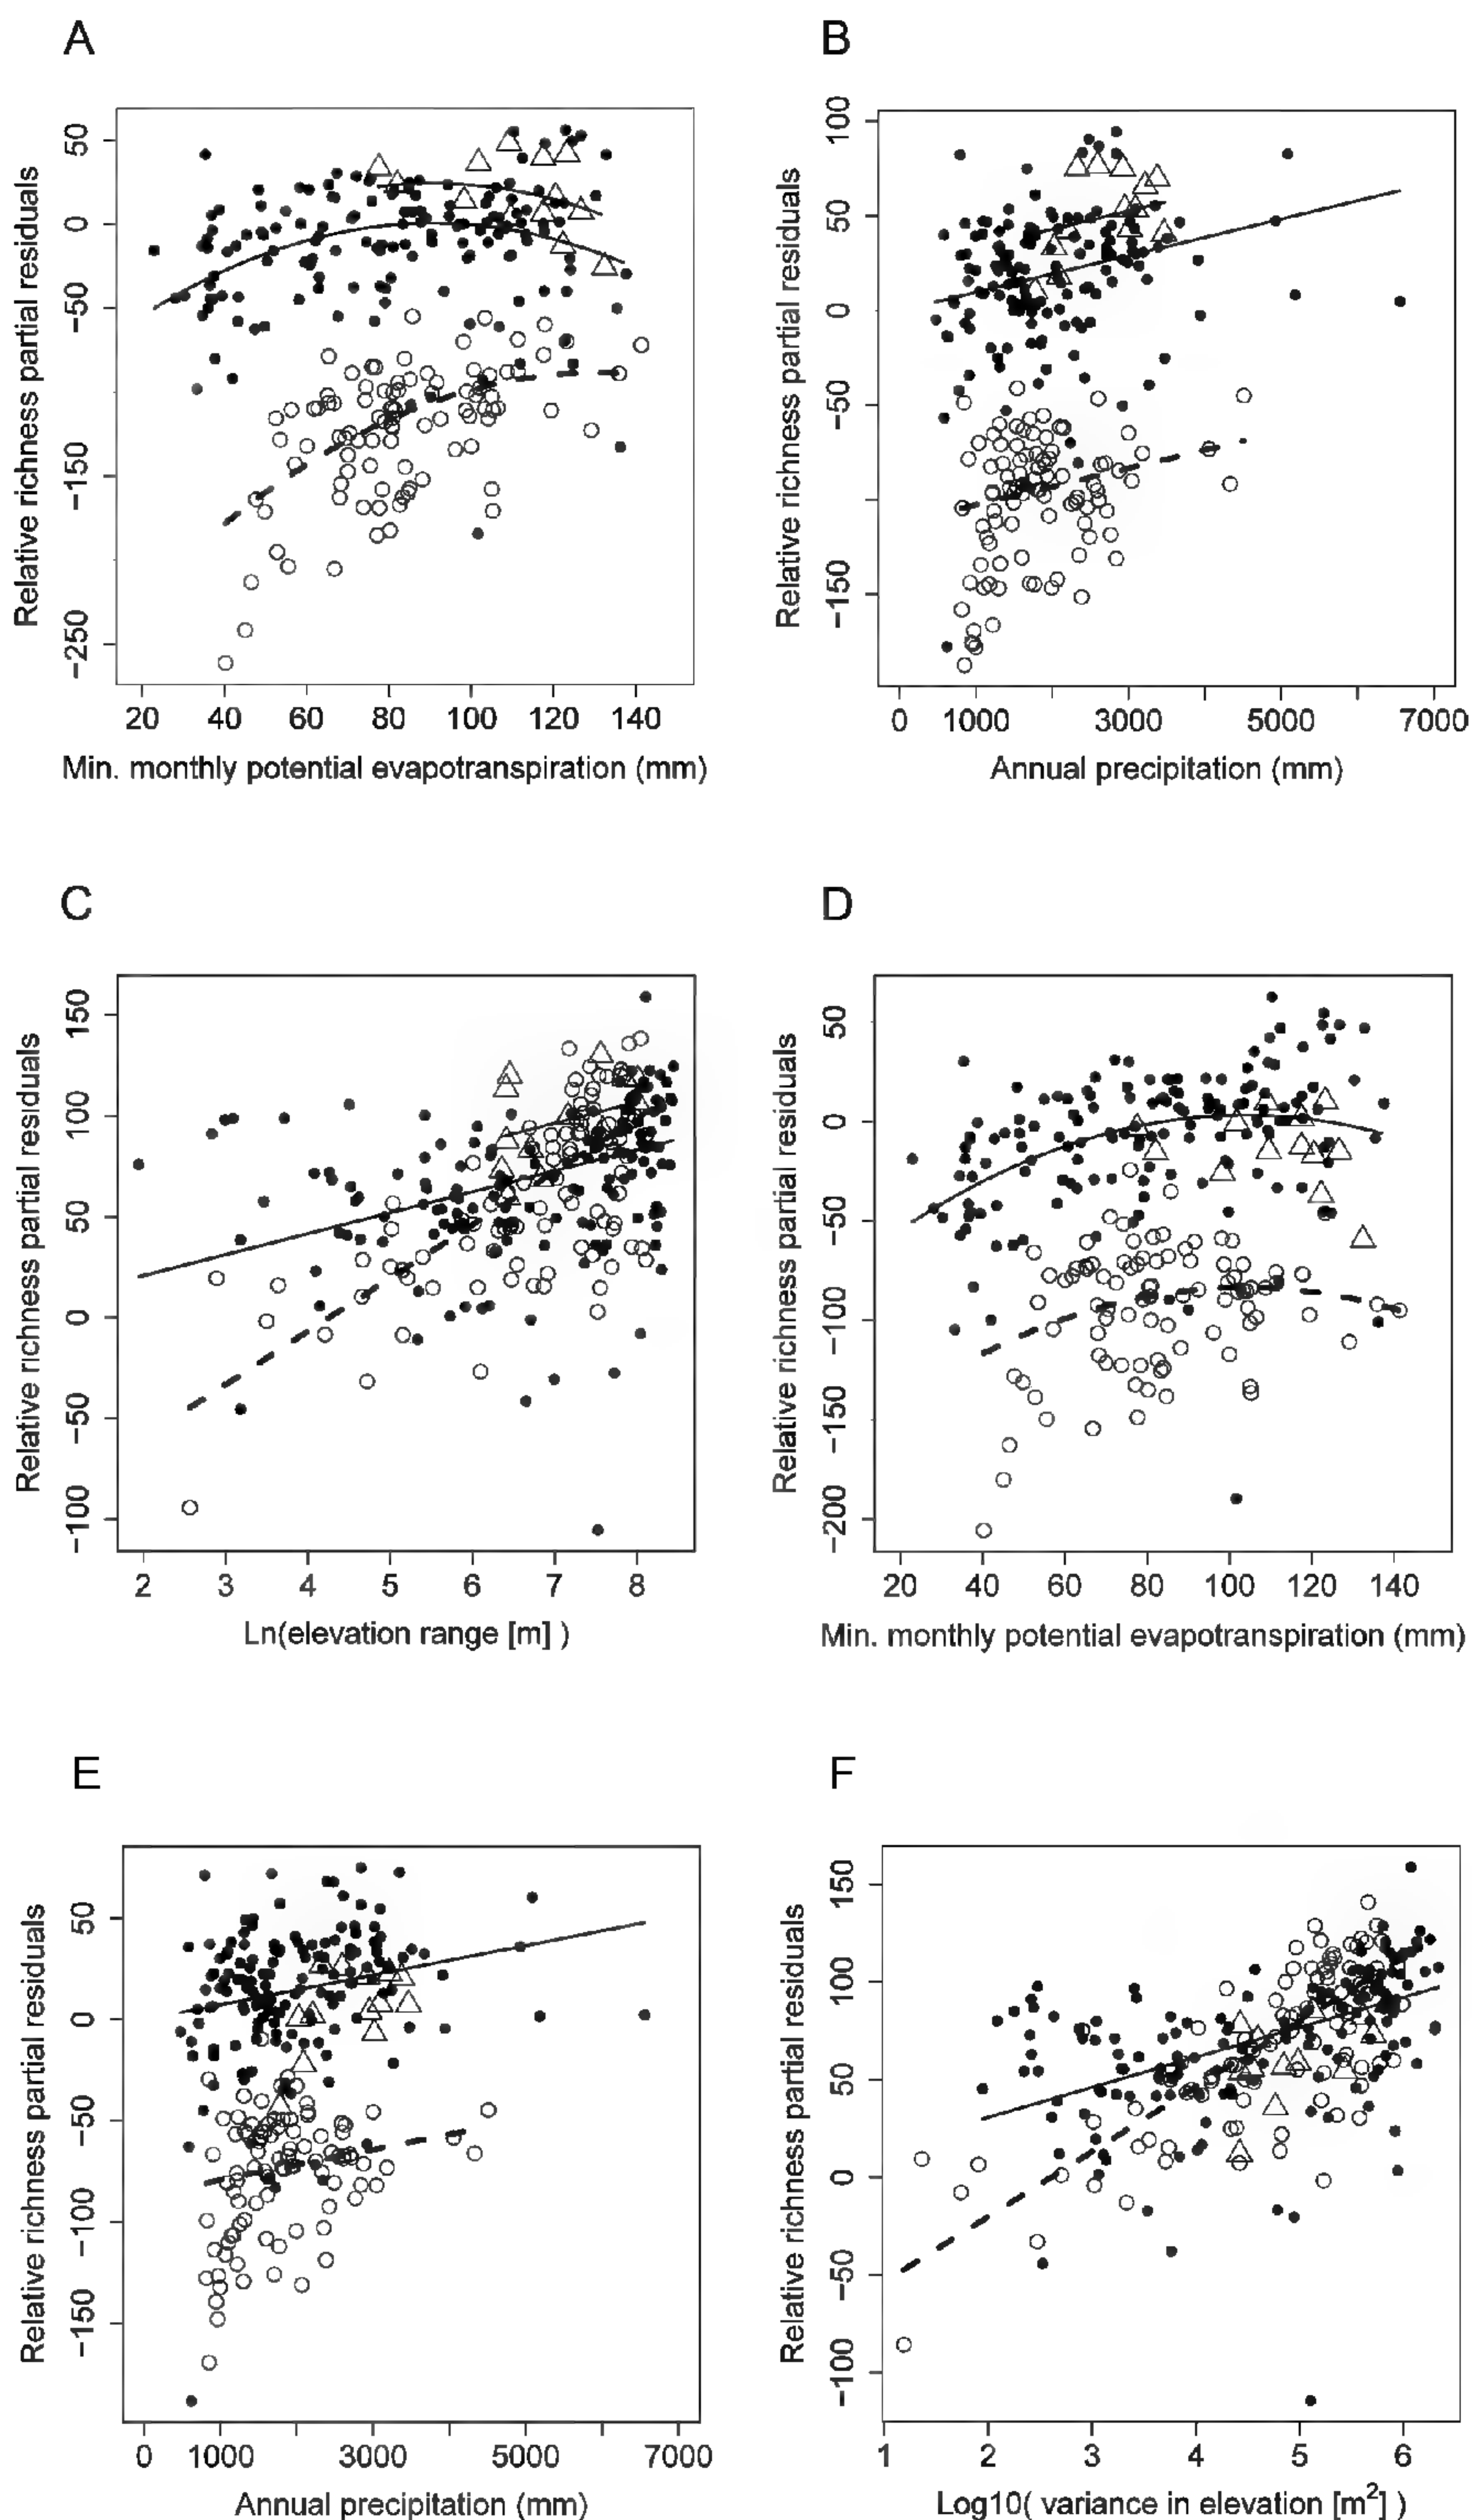 A
Relative richness partial residuals
50
0
−50
−150
−250
20 40 60 80 100 120 140
Min. monthly potential evapotranspiration (mm)
B
Relative richness partial residuals
100
50
0
−50
−150
0 1000 3000 5000 7000
Annual precipitation (mm)
C
Relative richness partial residuals
150
100
50
0
−50
−100
2 3 4 5 6 7 8
Ln(elevation range [m] )
D
Relative richness partial residuals
50
0
−50
−100
−150
−200
20 40 60 80 100 120 140
Min. monthly potential evapotranspiration (mm)
E
Relative richness partial residuals
50
0
−50
−100
−150
0 1000 3000 5000 7000
Annual precipitation (mm)
F
Relative richness partial residuals
150
100
50
0
−50
−100
1 2 3 4 5 6
Log10( variance in elevation [m²] )